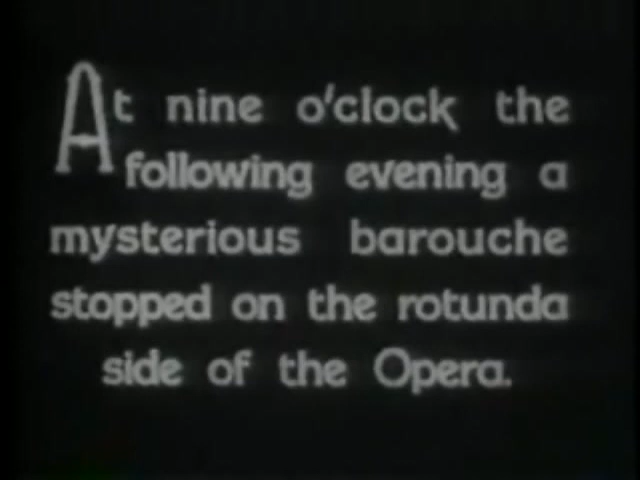 At nine o'clock the
following evening a
mysterious barouche
stopped on the rotunda
side of the Opera.